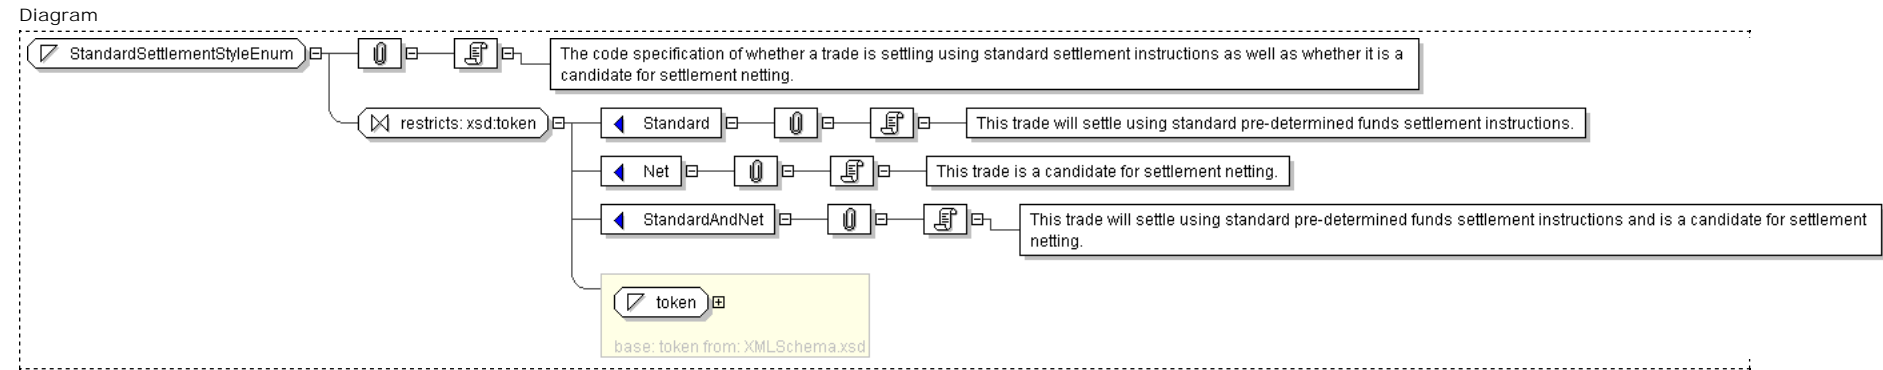 Diagram
StandardSettlementStyleEnum
The code specification of whether a trade is settling using standard settlement instructions as well as whether it is a
candidate for settlement netting.
restricts: xsd:token
Standard
This trade will settle using standard pre-determined funds settlement instructions.
Net
This trade is a candidate for settlement netting.
StandardAndNet
This trade will settle using standard pre-determined funds settlement instructions and is a candidate for settlement
netting.
token
base: token from: XMLSchema.xsd